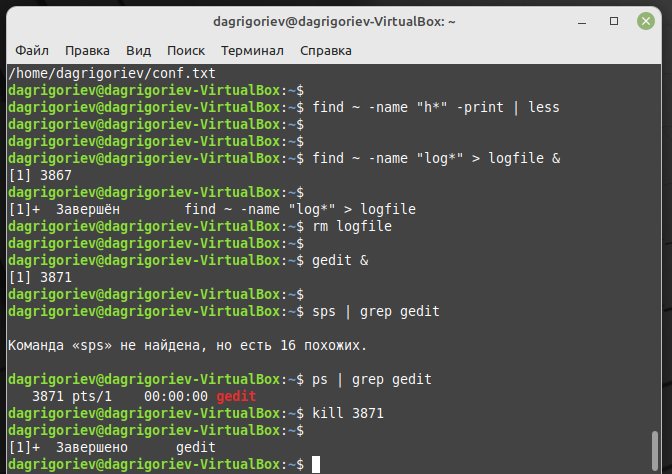 dagrigoriev@dagrigoriev-VirtualBox: ~
Файл Правка Вид Поиск Терминал Справка
/home/dagrigoriev/conf.txt
dagrigoriev@dagrigoriev-VirtualBox:~$
dagrigoriev@dagrigoriev-VirtualBox:~$ find ~ -name "h*" -print | less
dagrigoriev@dagrigoriev-VirtualBox:~$
dagrigoriev@dagrigoriev-VirtualBox:~$
dagrigoriev@dagrigoriev-VirtualBox:~$ find ~ -name "log*" > logfile &
[1] 3867
dagrigoriev@dagrigoriev-VirtualBox:~$
[1]+  Завершён        find ~ -name "log*" > logfile
dagrigoriev@dagrigoriev-VirtualBox:~$ rm logfile
dagrigoriev@dagrigoriev-VirtualBox:~$
dagrigoriev@dagrigoriev-VirtualBox:~$ gedit &
[1] 3871
dagrigoriev@dagrigoriev-VirtualBox:~$
dagrigoriev@dagrigoriev-VirtualBox:~$ sps | grep gedit
Команда «sps» не найдена, но есть 16 похожих.
dagrigoriev@dagrigoriev-VirtualBox:~$ ps | grep gedit
   3871 pts/1    00:00:00 gedit
dagrigoriev@dagrigoriev-VirtualBox:~$ kill 3871
dagrigoriev@dagrigoriev-VirtualBox:~$
[1]+  Завершено      gedit
dagrigoriev@dagrigoriev-VirtualBox:~$